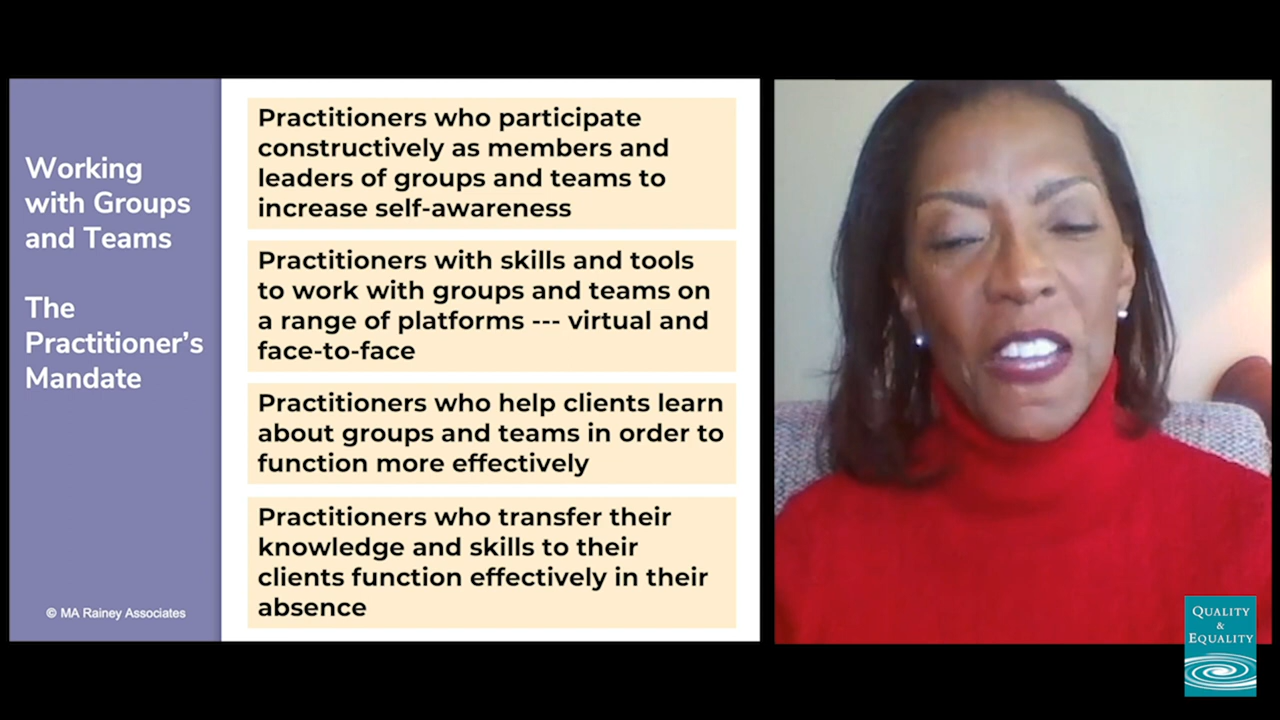 Working
with Groups
and Teams
The
Practitioner's
Mandate
© MA Rainey Associates
Practitioners who participate
constructively as members and
leaders of groups and teams to
increase self-awareness
Practitioners with skills and tools
to work with groups and teams on
a range of platforms --- virtual and
face-to-face
Practitioners who help clients learn
about groups and teams in order to
function more effectively
Practitioners who transfer their
knowledge and skills to their
clients function effectively in their
absence
QUALITY
&
EQUALITY